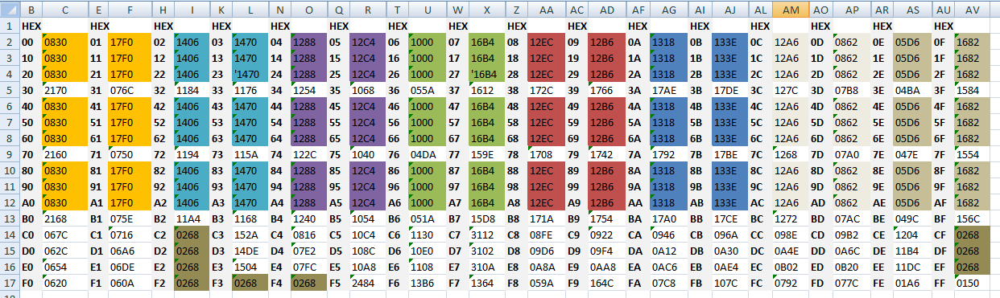 B C E F H I K L N O Q R T U W X Z AA AC AD AF AG AI AJ AL AM AO AP AR AS AU AV
1 HEX HEX HEX HEX HEX HEX HEX HEX HEX HEX HEX HEX HEX HEX HEX HEX
2 00 0830 01 17F0 02 1406 03 1470 04 1288 05 12C4 06 1000 07 16B4 08 12EC 09 12B6 0A 1318 0B 133E 0C 12A6 0D 0862 0E 05D6 0F 1682
3 10 0830 11 17F0 12 1406 13 1470 14 1288 15 12C4 16 1000 17 16B4 18 12EC 19 12B6 1A 1318 1B 133E 1C 12A6 1D 0862 1E 05D6 1F 1682
4 20 0830 21 17F0 22 1406 23 '1470 24 1288 25 12C4 26 1000 27 '16B4 28 12EC 29 12B6 2A 1318 2B 133E 2C 12A6 2D 0862 2E 05D6 2F 1682
5 30 2170 31 076C 32 1184 33 1176 34 1254 35 1068 36 055A 37 1612 38 172C 39 1766 3A 17AE 3B 17DE 3C 127C 3D 07B8 3E 04BA 3F 1584
6 40 0830 41 17F0 42 1406 43 1470 44 1288 45 12C4 46 1000 47 16B4 48 12EC 49 12B6 4A 1318 4B 133E 4C 12A6 4D 0862 4E 05D6 4F 1682
7 50 0830 51 17F0 52 1406 53 1470 54 1288 55 12C4 56 1000 57 16B4 58 12EC 59 12B6 5A 1318 5B 133E 5C 12A6 5D 0862 5E 05D6 5F 1682
8 60 0830 61 17F0 62 1406 63 1470 64 1288 65 12C4 66 1000 67 16B4 68 12EC 69 12B6 6A 1318 6B 133E 6C 12A6 6D 0862 6E 05D6 6F 1682
9 70 2160 71 0750 72 1194 73 115A 74 122C 75 1040 76 04DA 77 159E 78 1708 79 1742 7A 1792 7B 17BE 7C 1268 7D 07A0 7E 047E 7F 1554
10 80 0830 81 17F0 82 1406 83 1470 84 1288 85 12C4 86 1000 87 16B4 88 12EC 89 12B6 8A 1318 8B 133E 8C 12A6 8D 0862 8E 05D6 8F 1682
11 90 0830 91 17F0 92 1406 93 1470 94 1288 95 12C4 96 1000 97 16B4 98 12EC 99 12B6 9A 1318 9B 133E 9C 12A6 9D 0862 9E 05D6 9F 1682
12 A0 0830 A1 17F0 A2 1406 A3 1470 A4 1288 A5 12C4 A6 1000 A7 16B4 A8 12EC A9 12B6 AA 1318 AB 133E AC 12A6 AD 0862 AE 05D6 AF 1682
13 B0 2168 B1 075E B2 11A4 B3 1168 B4 1240 B5 1054 B6 051A B7 15D8 B8 171A B9 1754 BA 17A0 BB 17CE BC 1272 BD 07AC BE 049C BF 156C
14 C0 067C C1 0716 C2 0268 C3 152A C4 0816 C5 10C4 C6 1130 C7 3112 C8 08FE C9 0922 CA 0946 CB 096A CC 098E CD 09B2 CE 1204 CF 0268
15 D0 062C D1 06A6 D2 0268 D3 14DE D4 07E2 D5 108C D6 10E0 D7 3102 D8 09D6 D9 09F4 DA 0A12 DB 0A30 DC 0A4E DD 0A6C DE 11B4 DF 0268
16 E0 0654 E1 06DE E2 0268 E3 1504 E4 07FC E5 10A8 E6 1108 E7 310A E8 0A8A E9 0AA8 EA 0AC6 EB 0AE4 EC 0B02 ED 0B20 EE 11DC EF 0268
17 F0 0620 F1 060A F2 0268 F3 0268 F4 0268 F5 2484 F6 13B6 F7 1364 F8 059A F9 164C FA 07C8 FB 107C FC 0792 FD 077C FE 01A6 FF 0150